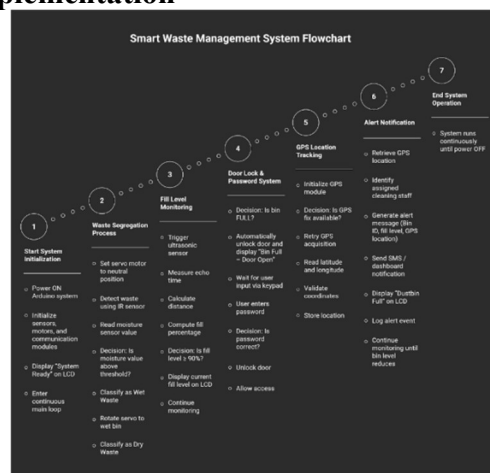 plementation
Smart Waste Management System Flowchart
1
Start System
Initialization
Power ON
Arduino system
Initialize
sensors,
motors, and
communication
modules
Display "System
Ready" on LCD
Enter
continuous
main loop
2
Waste Segregation
Process
Set servo motor
to neutral
position
Detect waste
using IR sensor
Read moisture
sensor value
Decision: Is
moisture value
above
threshold?
Classify as Wet
Waste
Rotate servo to
wet bin
Classify as Dry
Waste
3
Fill Level
Monitoring
Trigger
ultrasonic
sensor
Measure echo
time
Calculate
distance
Compute fill
percentage
Decision: Is fill
level ≥ 90%?
Display current
fill level on LCD
Continue
monitoring
4
Door Lock &
Password System
Decision: Is bin
FULL?
Automatically
unlock door and
display "Bin Full
– Door Open"
Wait for user
input via keypad
User enters
password
Decision: Is
password
correct?
Unlock door
Allow access
5
GPS Location
Tracking
Initialize GPS
module
Decision: Is GPS
fix available?
Retry GPS
acquisition
Read latitude
and longitude
Validate
coordinates
Store location
6
Alert Notification
Retrieve GPS
location
Identify
assigned
cleaning staff
Generate alert
message (Bin
ID, fill level, GPS
location)
Send SMS /
dashboard
notification
Display "Dustbin
Full" on LCD
Log alert event
Continue
monitoring until
bin level
reduces
7
End System
Operation
System runs
continuously
until power OFF